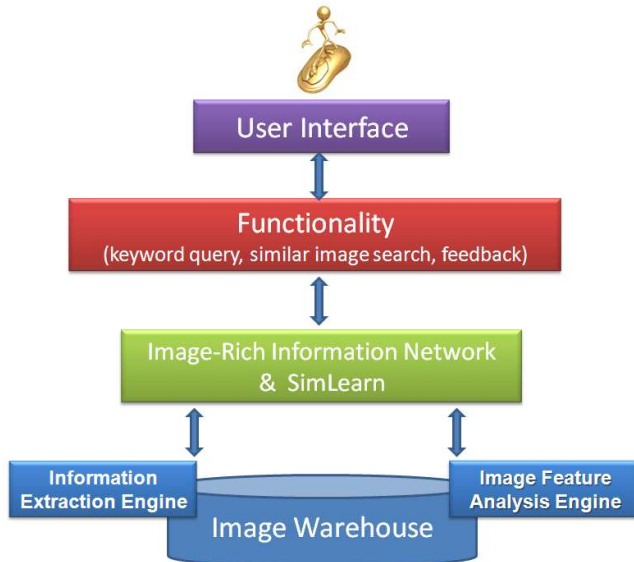 User Interface
Functionality
(keyword query, similar image search, feedback)
Image-Rich Information Network
& SimLearn
Information
Extraction Engine
Image Feature
Analysis Engine
Image Warehouse